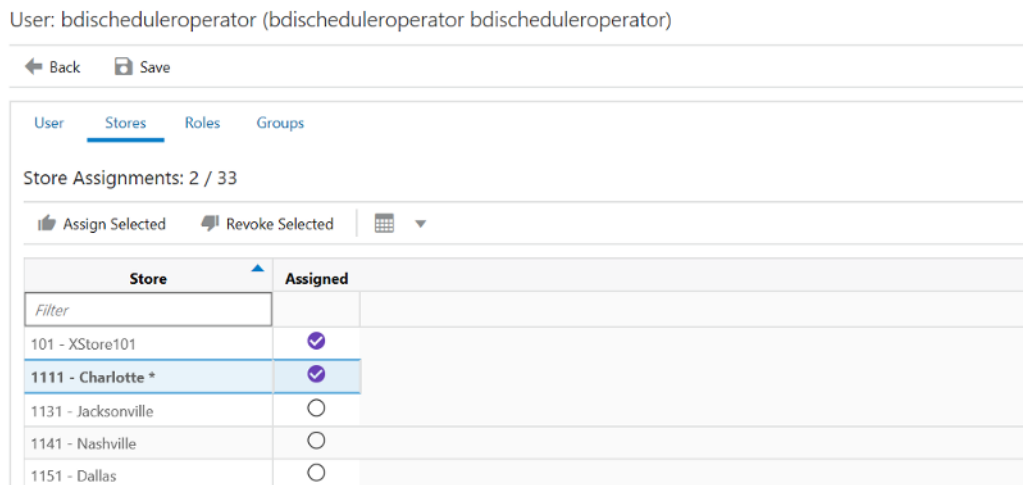 User: bdischeduleroperator (bdischeduleroperator bdischeduleroperator)
Back Save
User Stores Roles Groups
Store Assignments: 2 / 33
Assign Selected Revoke Selected
Store Assigned
Filter
101 - XStore101
1111 - Charlotte *
1131 - Jacksonville
1141 - Nashville
1151 - Dallas